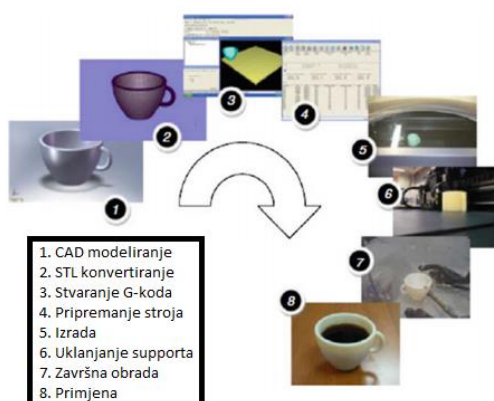 1
2
3
4
5
6
7
8
1. CAD modeliranje
2. STL konvertiranje
3. Stvaranje G-koda
4. Pripremanje stroja
5. Izrada
6. Uklanjanje supporta
7. Završna obrada
8. Primjena